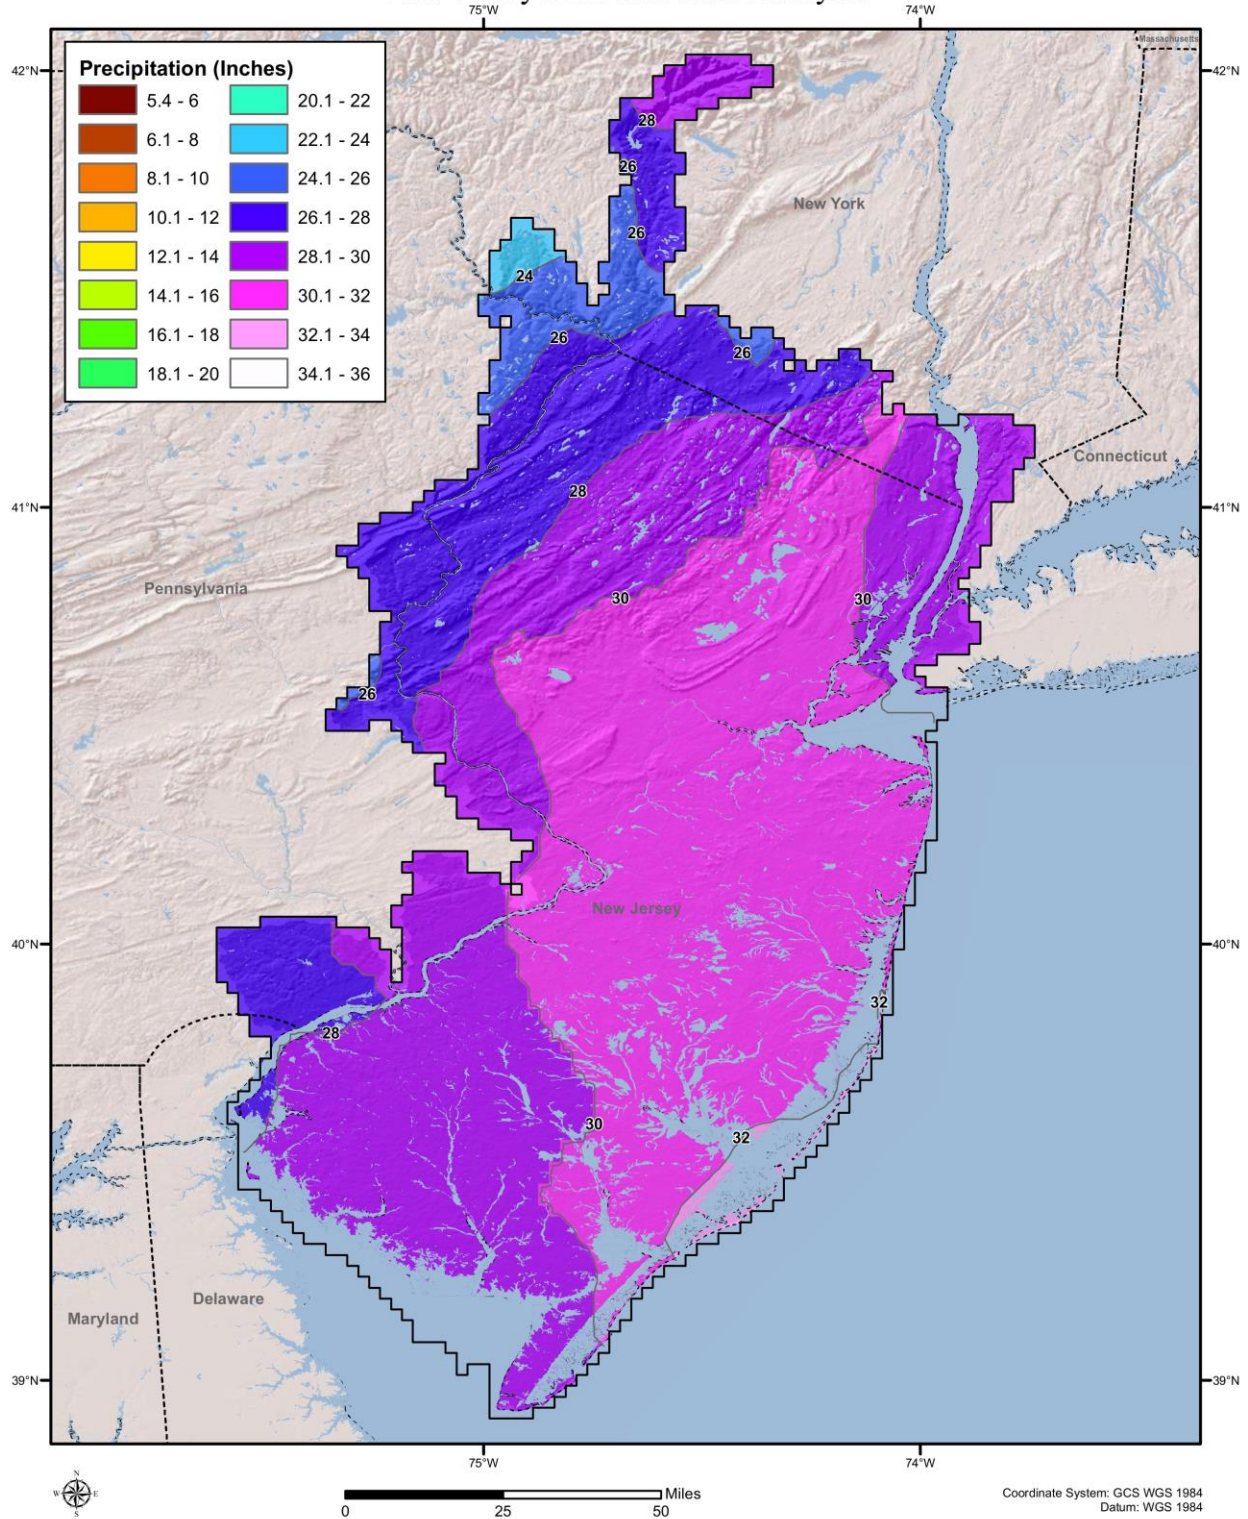 75°W 74°W
Massachusetts
42°N 42°N
Precipitation (Inches)
5.4 - 6 20.1 - 22
6.1 - 8 22.1 - 24
8.1 - 10 24.1 - 26
10.1 - 12 26.1 - 28
12.1 - 14 28.1 - 30
14.1 - 16 30.1 - 32
16.1 - 18 32.1 - 34
18.1 - 20 34.1 - 36
28
26
New York
26
24
26
26
Connecticut
28
41°N 41°N
Pennsylvania
30 30
26
New Jersey
40°N 40°N
32
28
30
32
Delaware
Maryland
39°N 39°N
75°W 74°W
N
W E
S
Miles
0 25 50
Coordinate System: GCS WGS 1984
Datum: WGS 1984